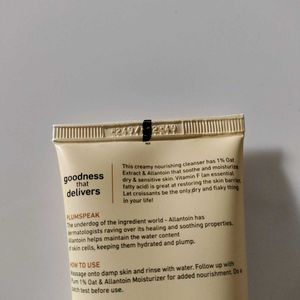 goodness
that
delivers
This creamy nourishing cleanser has 1% Oat
Extract & Allantoin that soothe and moisturize
dry & sensitive skin. Vitamin F (an essential
fatty acid) is great at restoring the skin barrier.
Let croissants be the only dry and flaky thing
in your life!
PLUMSPEAK
The underdog of the ingredient world - Allantoin has
dermatologists raving over its healing and soothing properties.
Allantoin helps maintain the water content
of skin cells, keeping them hydrated and plump.
HOW TO USE
Massage onto damp skin and rinse with water. Follow up with
Plum 1% Oat & Allantoin Moisturizer for added nourishment. Do a
patch test before use.